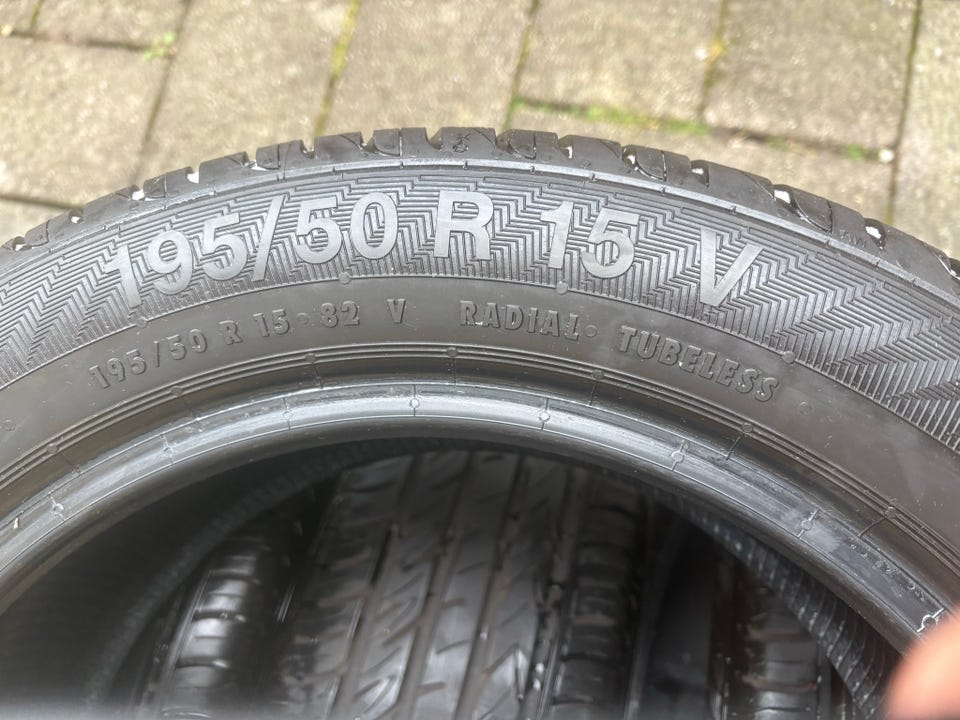 195/50 R 15 V
195/50 R 15 82 V RADIAL TUBELESS